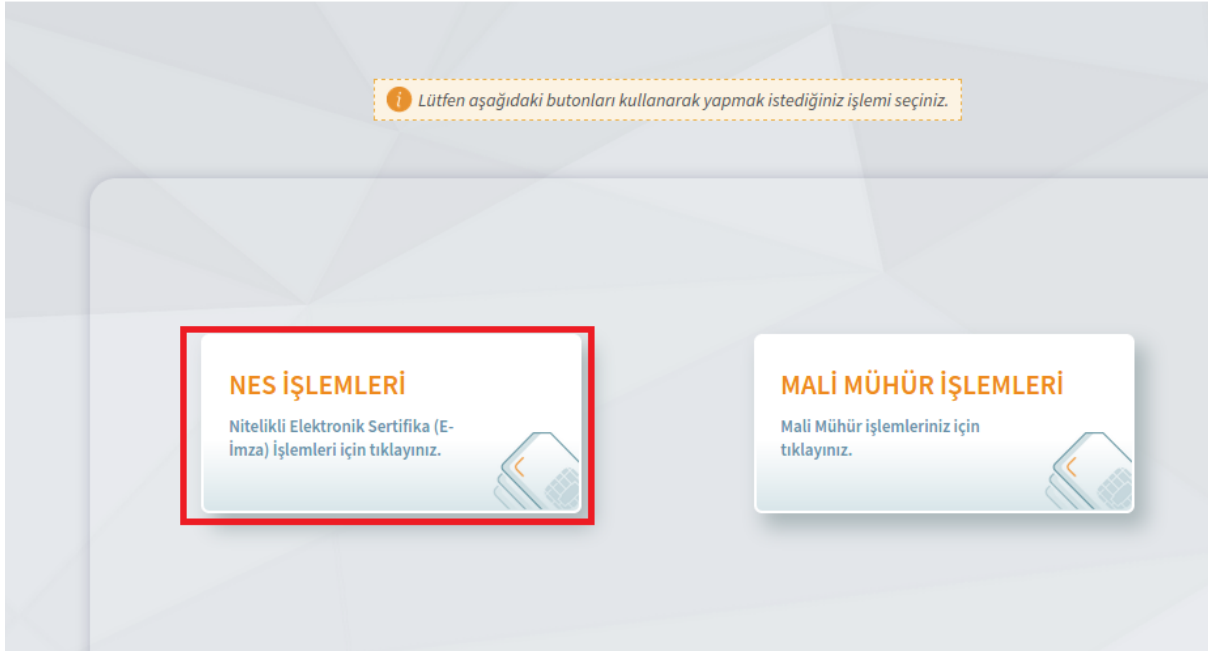 Lütfen aşağıdaki butonları kullanarak yapmak istediğiniz işlemi seçiniz.
NES İŞLEMLERİ
Nitelikli Elektronik Sertifika (E-
İmza) İşlemleri için tıklayınız.
MALİ MÜHÜR İŞLEMLERİ
Mali Mühür işlemleriniz için
tıklayınız.